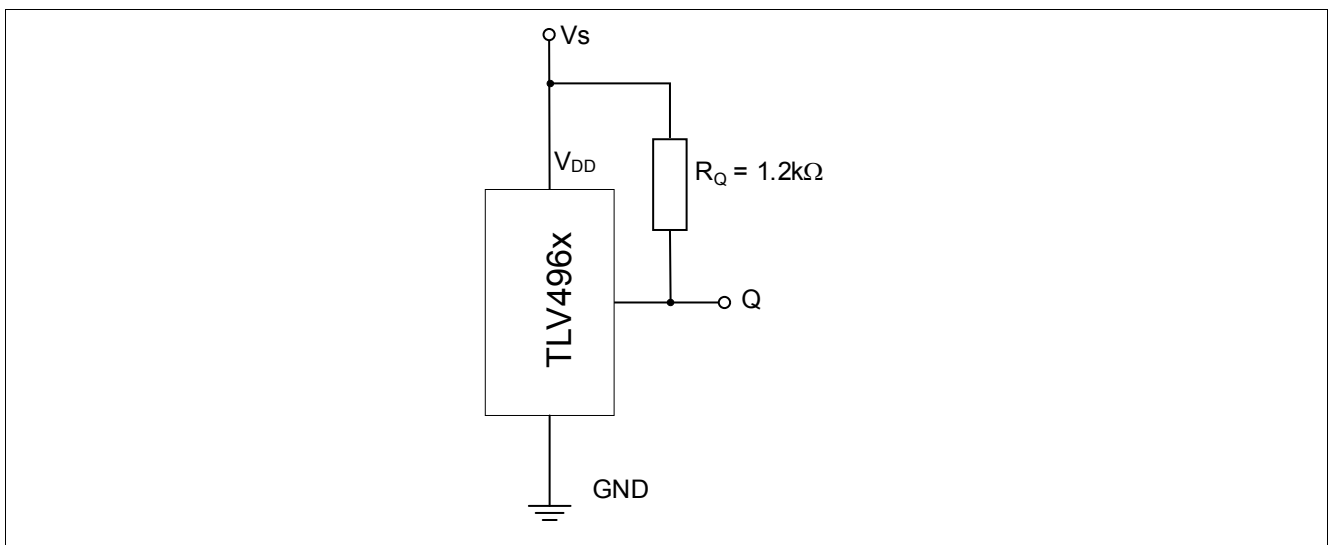 Vs
VDD
RQ = 1.2kΩ
TLV496x
Q
GND